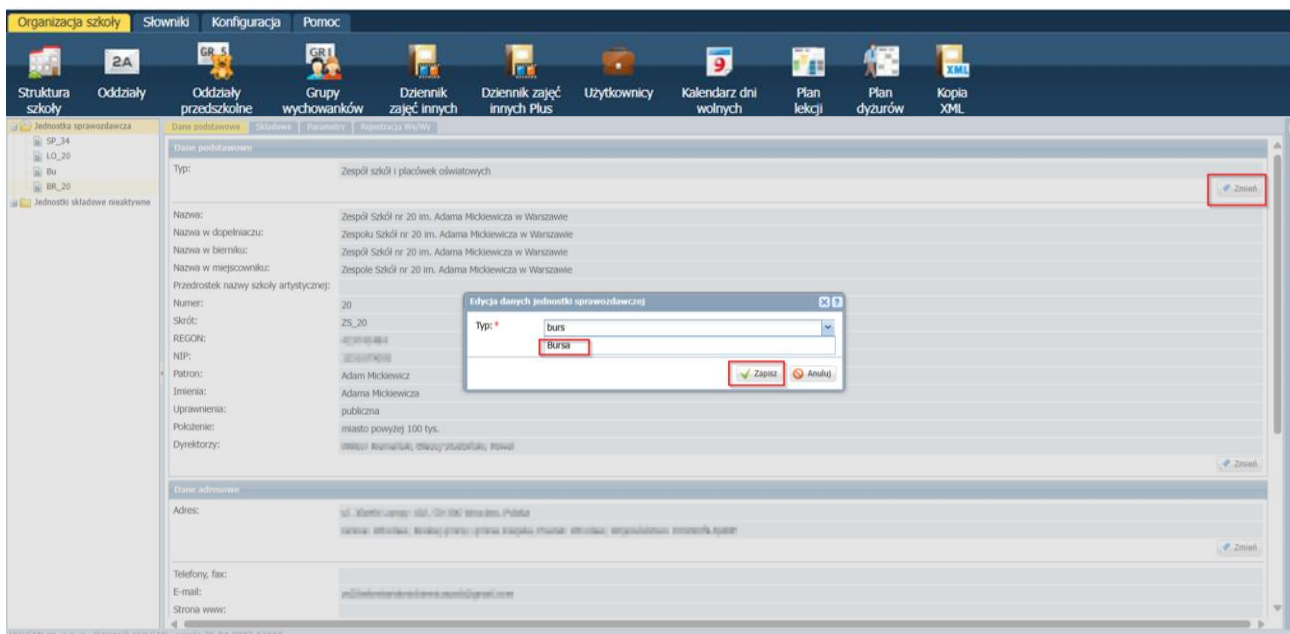 Organizacja szkoły Słowniki Konfiguracja Pomoc
GR. 5 GR 1 9 XML
2A
Struktura szkoły
Oddziały
Oddziały przedszkolne
Grupy wychowanków
Dziennik zajęć innych
Dziennik zajęć innych Plus
Użytkownicy
Kalendarz dni wolnych
Plan lekcji
Plan dyżurów
Kopia XML
Jednostka sprawozdawcza
SP_34
LO_20
Bu
BR_20
Jednostki składowe nieaktywne
Dane podstawowe Składowe Parametry Rejestracja We/Wy
Dane podstawowe
Typ: Zespół szkół i placówek oświatowych
Zmień
Nazwa: Zespół Szkół nr 20 im. Adama Mickiewicza w Warszawie
Nazwa w dopełniaczu: Zespołu Szkół nr 20 im. Adama Mickiewicza w Warszawie
Nazwa w bierniku: Zespół Szkół nr 20 im. Adama Mickiewicza w Warszawie
Nazwa w miejscowniku: Zespole Szkół nr 20 im. Adama Mickiewicza w Warszawie
Przedrostek nazwy szkoły artystycznej:
Numer: 20
Skrót: ZS_20
REGON:
NIP:
Patron: Adam Mickiewicz
Imienia: Adama Mickiewicza
Uprawnienia: publiczna
Położenie: miasto powyżej 100 tys.
Dyrektorzy:
Zmień
Edycja danych jednostki sprawozdawczej
Typ: * burs
Bursa
Zapisz Anuluj
Dane adresowe
Adres:
Zmień
Telefony, fax:
E-mail:
Strona www: